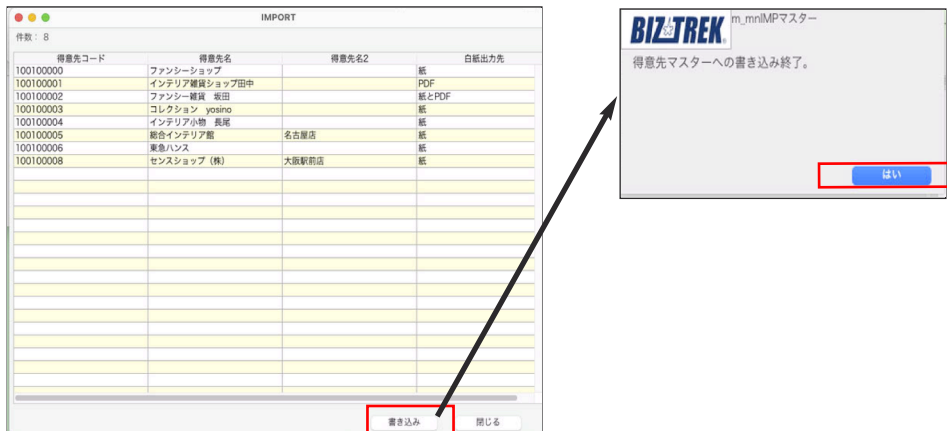 IMPORT
件数： 8
得意先コード 得意先名 得意先名2 白紙出力先
100100000 ファンシーショップ 紙
100100001 インテリア雑貨ショップ田中 PDF
100100002 ファンシー雑貨　坂田 紙とPDF
100100003 コレクション　yosino 紙
100100004 インテリア小物　長尾 紙
100100005 総合インテリア館 名古屋店 紙
100100006 東急ハンス 紙
100100008 センスショップ（株） 大阪駅前店 紙
書き込み 閉じる
BIZ TREK
m_mnIMPマスター
得意先マスターへの書き込み終了。
はい